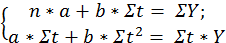 n * a + b * Σt = ΣY;
a * Σt + b * Σt² = Σt * Y